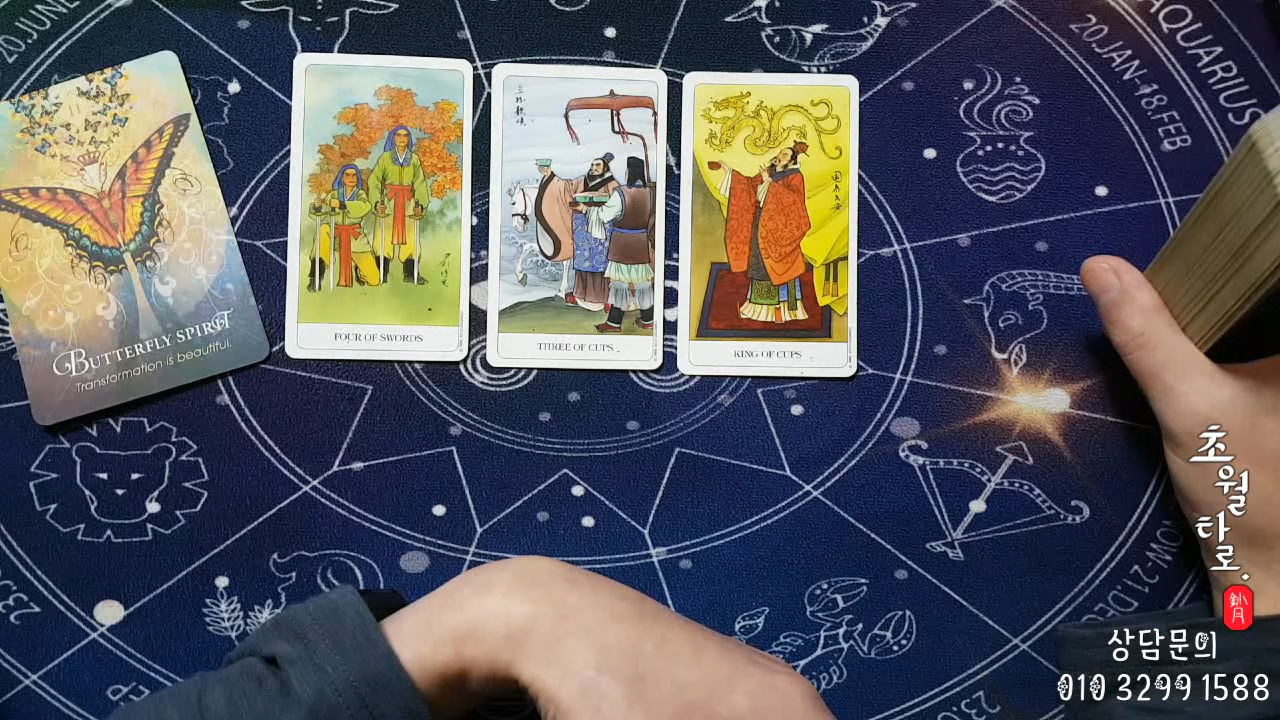 20.JUNE
AQUARIUS
20.JAN-18.FEB
BUTTERFLY SPIRIT
Transformation is beautiful.
FOUR OF SWORDS
THREE OF CUPS
KING OF CUPS
초월
타로.
상담문의
010 3299 1588